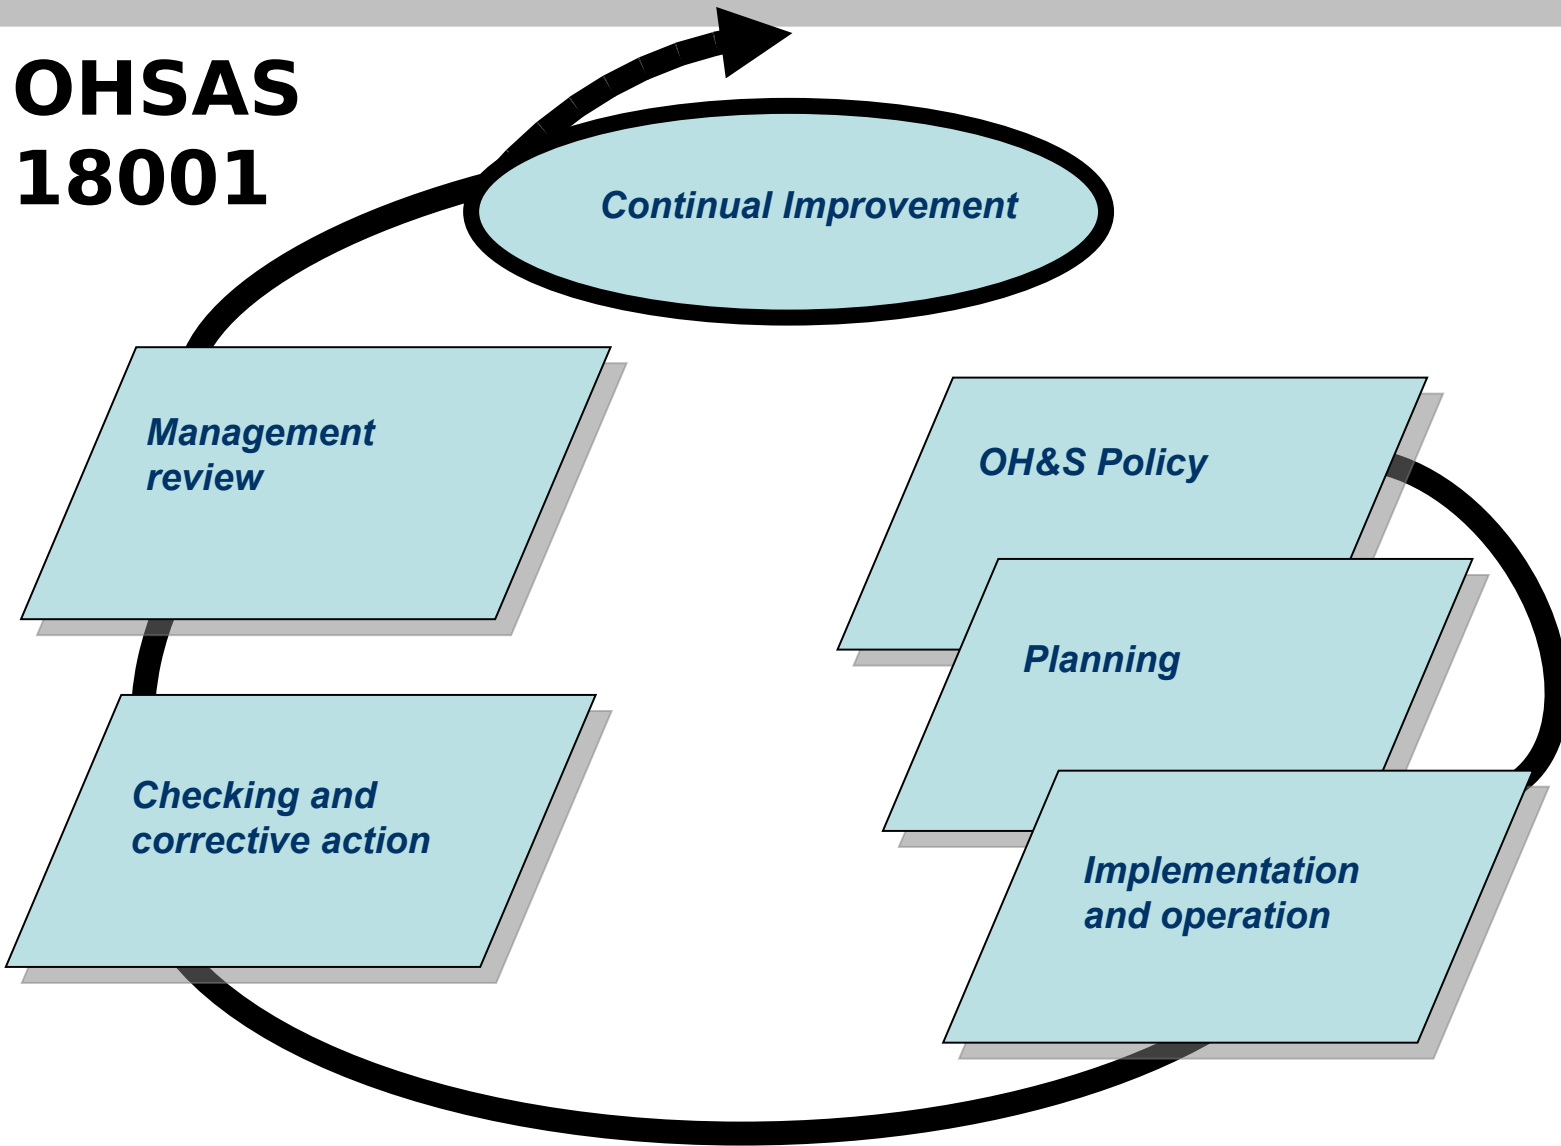 OHSAS
18001
Continual Improvement
Management
review
OH&S Policy
Planning
Checking and
corrective action
Implementation
and operation